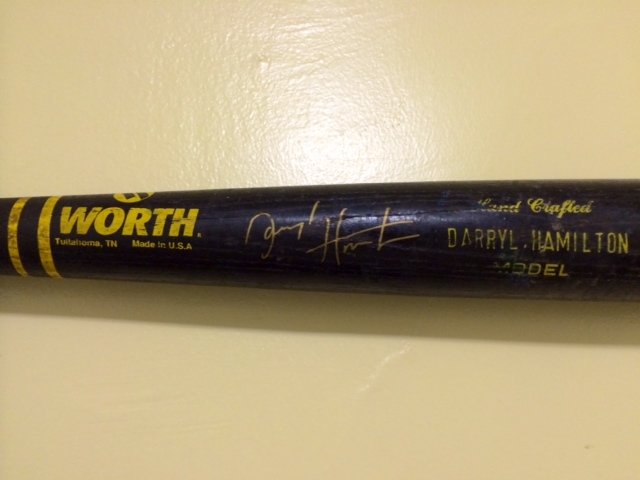 WORTH
Tullahoma, TN Made in U.S.A
Hand Crafted
DARRYL HAMILTON
MODEL